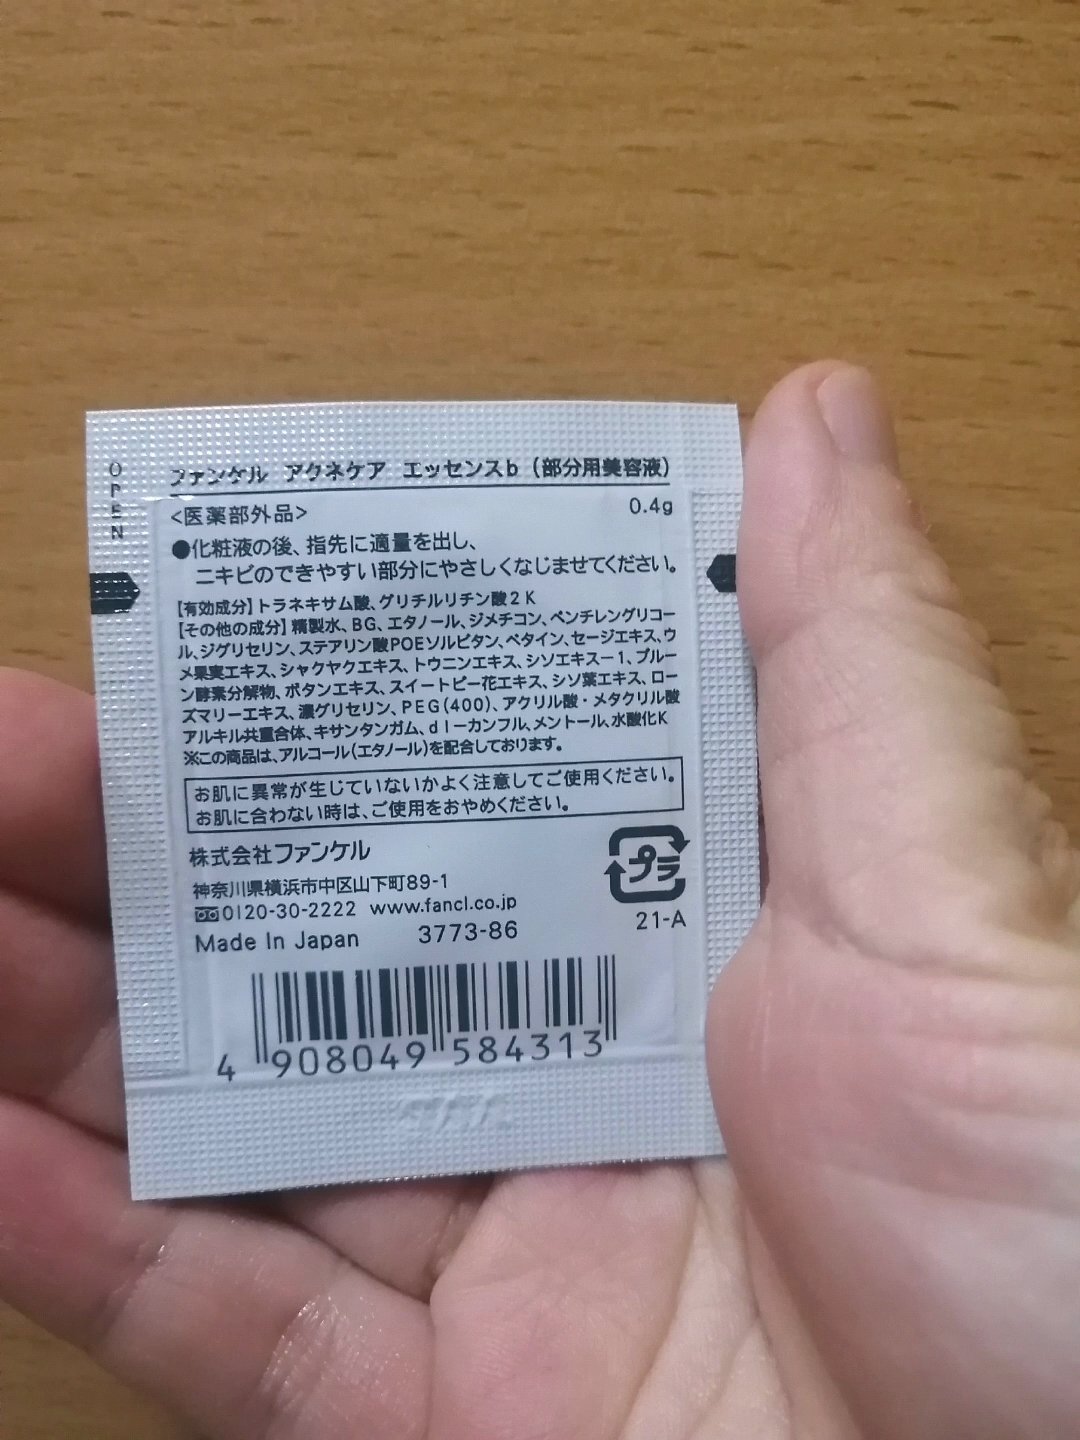 OPEN
ファンケル アクネケア エッセンスb（部分用美容液）
<医薬部外品> 0.4g
●化粧液の後、指先に適量を出し、
ニキビのできやすい部分にやさしくなじませてください。
【有効成分】トラネキサム酸、グリチルリチン酸2K
【その他の成分】精製水、BG、エタノール、ジメチコン、ペンチレングリコー
ル、ジグリセリン、ステアリン酸POEソルビタン、ベタイン、セージエキス、ウ
メ果実エキス、シャクヤクエキス、トウニンエキス、シソエキス－1、プルー
ン酵素分解物、ボタンエキス、スイートピー花エキス、シソ葉エキス、ロー
ズマリーエキス、濃グリセリン、PEG(400)、アクリル酸・メタクリル酸
アルキル共重合体、キサンタンガム、dl－カンフル、メントール、水酸化K
※この商品は、アルコール（エタノール）を配合しております。
お肌に異常が生じていないかよく注意してご使用ください。
お肌に合わない時は、ご使用をおやめください。
株式会社ファンケル
神奈川県横浜市中区山下町89-1
0120-30-2222 www.fancl.co.jp
Made In Japan 3773-86
プラ
21-A
4 908049 584313